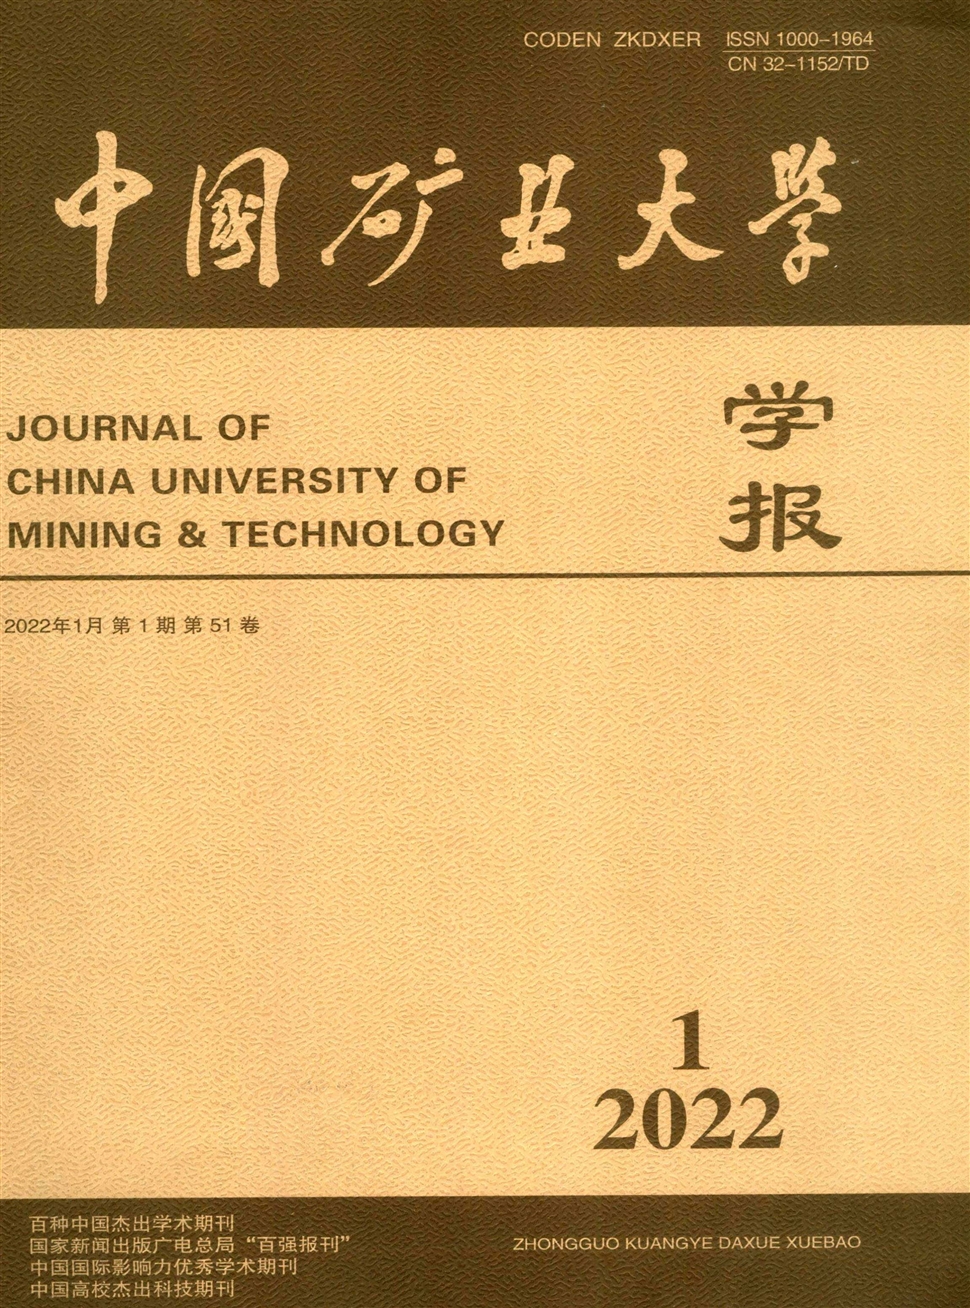 CODEN ZKDXER ISSN 1000-1964
CN 32-1152/TD
中国矿业大学
学
报
JOURNAL OF
CHINA UNIVERSITY OF
MINING & TECHNOLOGY
2022年1月 第 1 期 第 51 卷
1
2022
百种中国杰出学术期刊
国家新闻出版广电总局“百强报刊”
中国国际影响力优秀学术期刊
中国高校杰出科技期刊
ZHONGGUO KUANGYE DAXUE XUEBAO